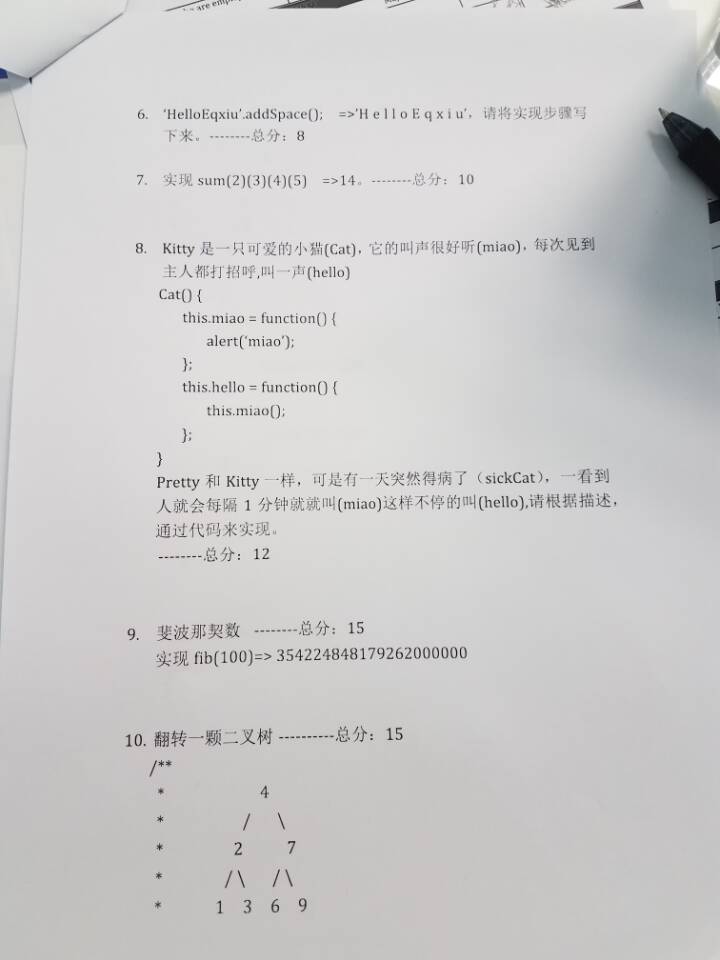 are emp
6. ‘HelloEqxiu’.addSpace(); =>’H e l l o E q x i u’，请将实现步骤写
下来。--------总分：8
7. 实现 sum(2)(3)(4)(5) =>14。--------总分：10
8. Kitty 是一只可爱的小猫(Cat)，它的叫声很好听(miao)，每次见到
主人都打招呼,叫一声(hello)
Cat() {
this.miao = function() {
alert(‘miao’);
};
this.hello = function() {
this.miao();
};
}
Pretty 和 Kitty 一样，可是有一天突然得病了（sickCat），一看到
人就会每隔 1 分钟就就叫(miao)这样不停的叫(hello),请根据描述，
通过代码来实现。
--------总分：12
9. 斐波那契数 --------总分：15
实现 fib(100)=> 354224848179262000000
10. 翻转一颗二叉树 ----------总分：15
/**
* 4
* / \
* 2 7
* / \ / \
* 1 3 6 9